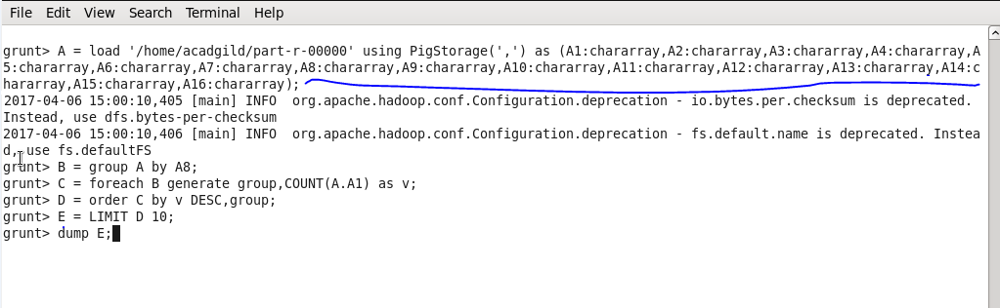 File Edit View Search Terminal Help
grunt> A = load '/home/acadgild/part-r-00000' using PigStorage(',') as (A1:chararray,A2:chararray,A3:chararray,A4:chararray,A
5:chararray,A6:chararray,A7:chararray,A8:chararray,A9:chararray,A10:chararray,A11:chararray,A12:chararray,A13:chararray,A14:c
hararray,A15:chararray,A16:chararray);
2017-04-06 15:00:10,405 [main] INFO  org.apache.hadoop.conf.Configuration.deprecation - io.bytes.per.checksum is deprecated.
Instead, use dfs.bytes-per-checksum
2017-04-06 15:00:10,406 [main] INFO  org.apache.hadoop.conf.Configuration.deprecation - fs.default.name is deprecated. Instea
d, use fs.defaultFS
grunt> B = group A by A8;
grunt> C = foreach B generate group,COUNT(A.A1) as v;
grunt> D = order C by v DESC,group;
grunt> E = LIMIT D 10;
grunt> dump E;